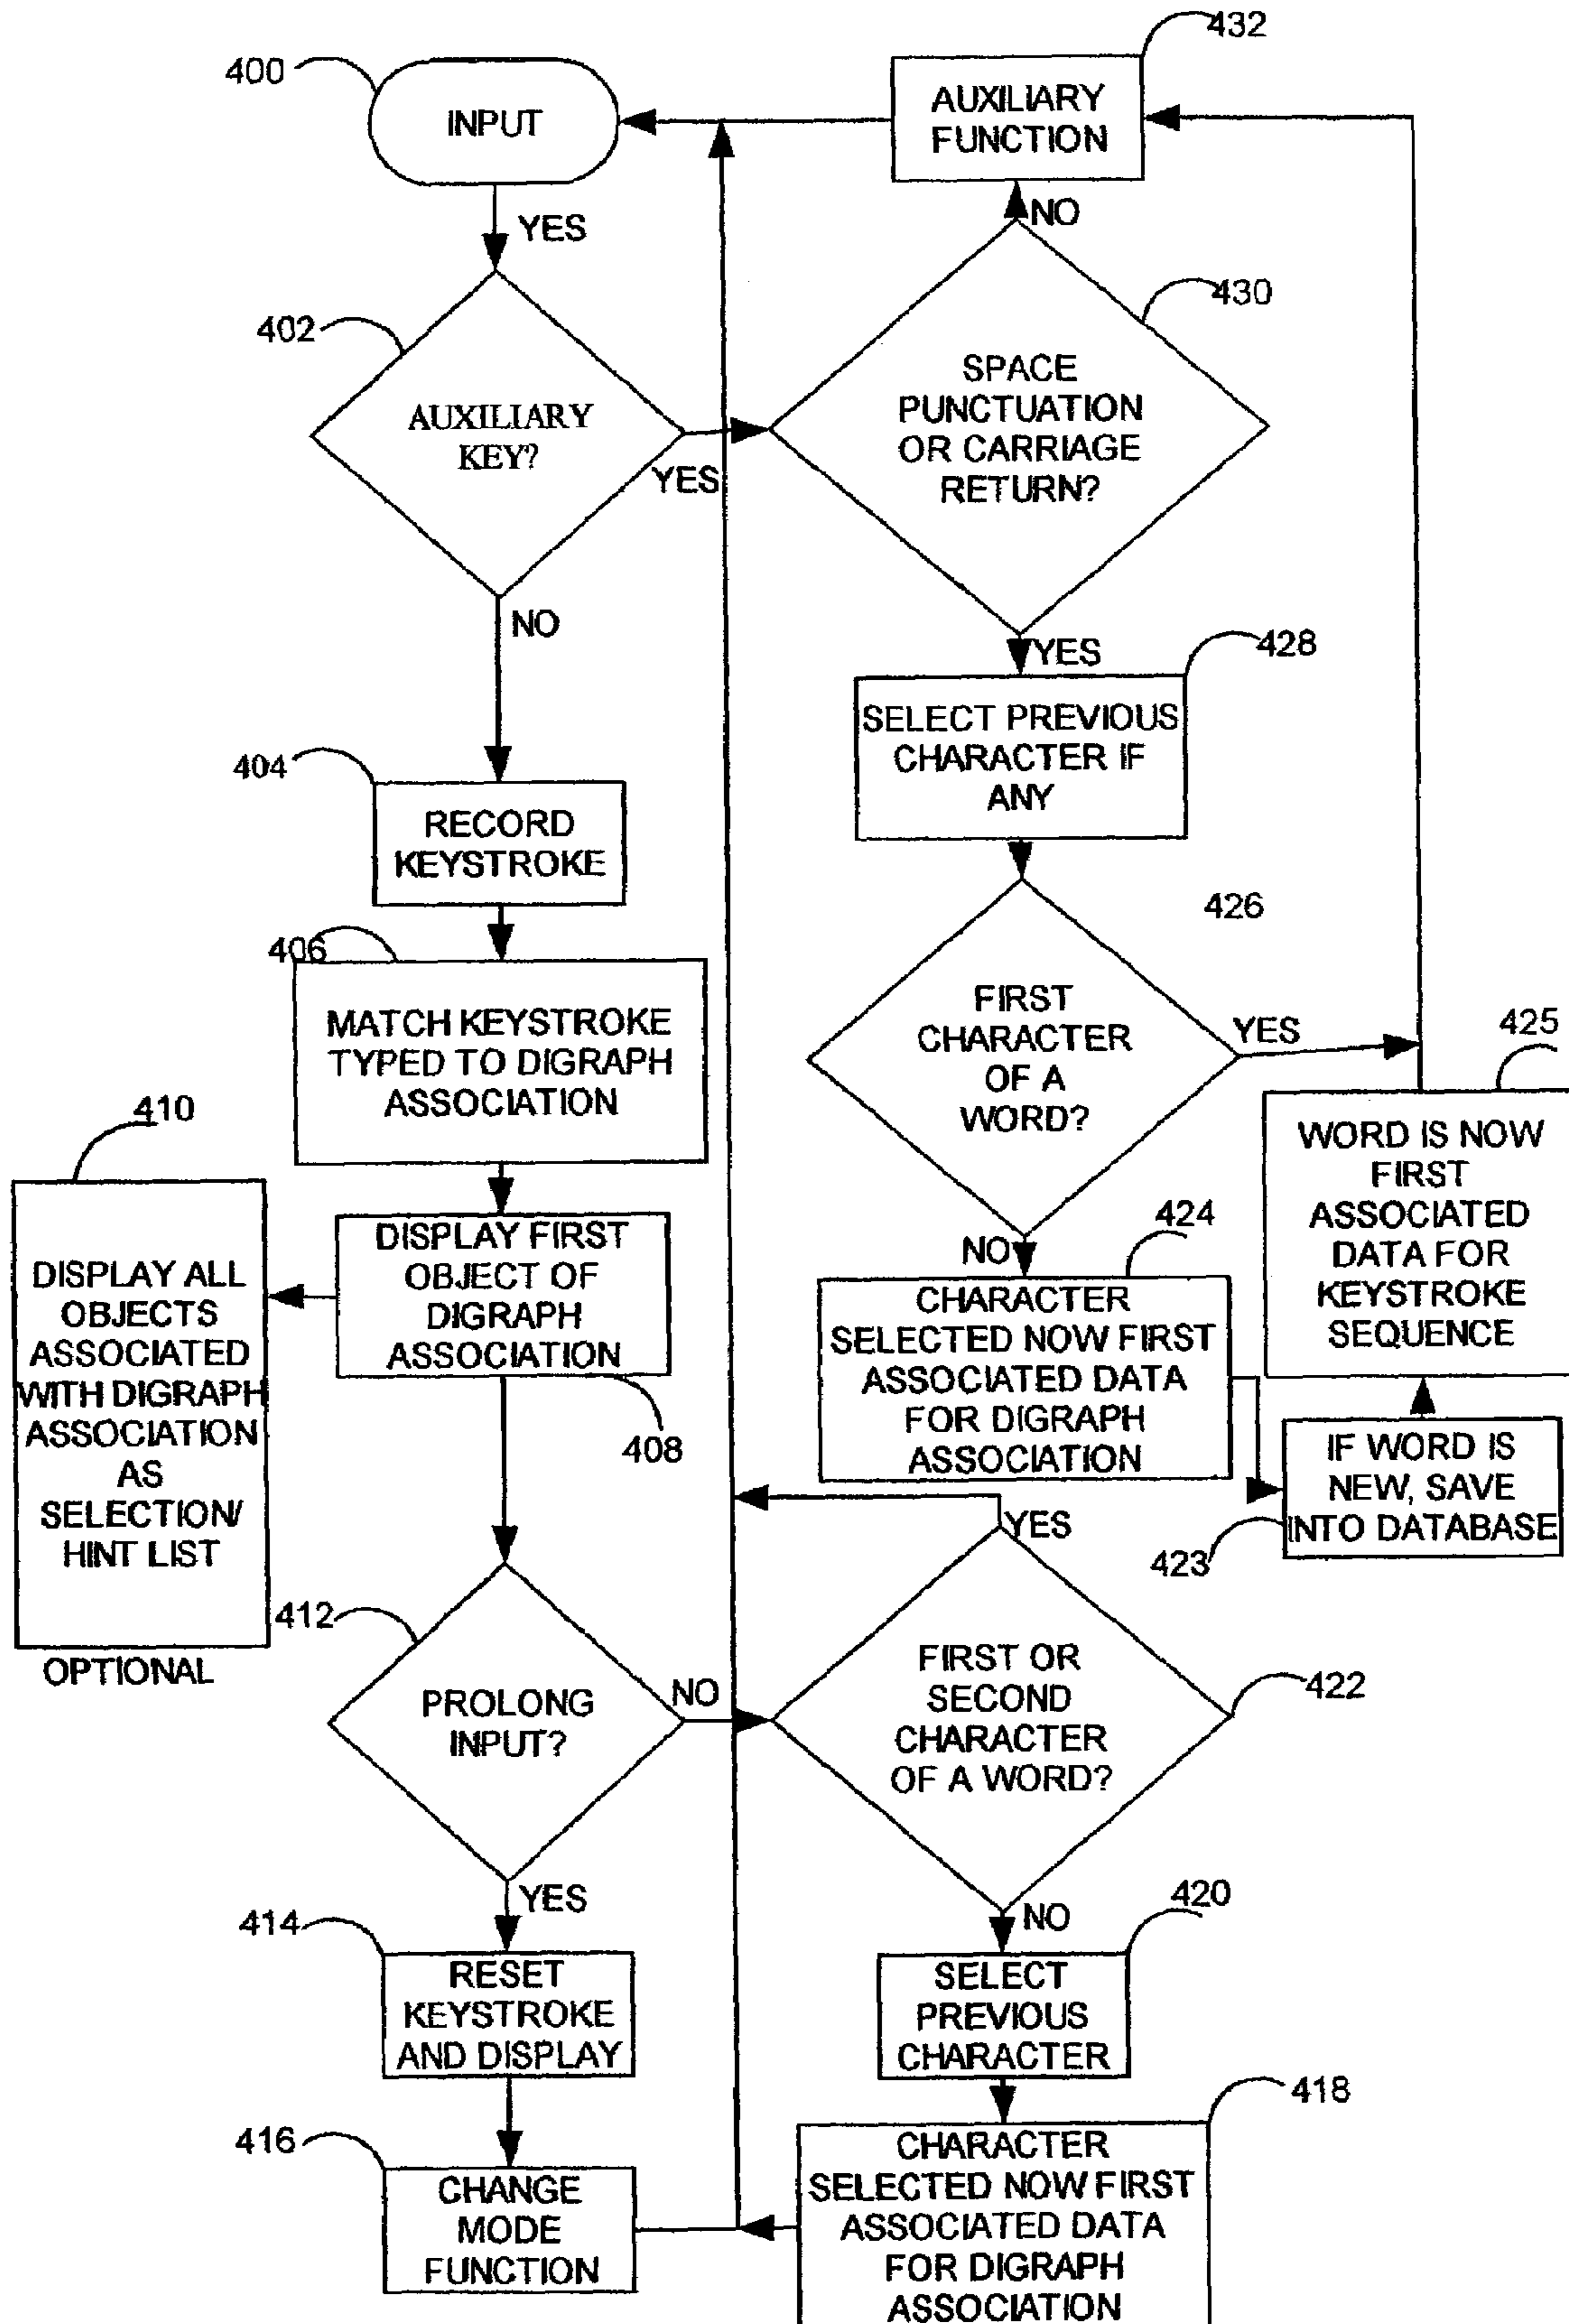 400
INPUT
432
AUXILIARY
FUNCTION
YES
NO
402
AUXILIARY
KEY?
YES
430
SPACE
PUNCTUATION
OR CARRIAGE
RETURN?
NO
YES
428
SELECT PREVIOUS
CHARACTER IF
ANY
404
RECORD
KEYSTROKE
426
FIRST
CHARACTER
OF A
WORD?
YES
NO
406
MATCH KEYSTROKE
TYPED TO DIGRAPH
ASSOCIATION
425
WORD IS NOW
FIRST
ASSOCIATED
DATA FOR
KEYSTROKE
SEQUENCE
410
DISPLAY ALL
OBJECTS
ASSOCIATED
WITH DIGRAPH
ASSOCIATION
AS
SELECTION/
HINT LIST
OPTIONAL
DISPLAY FIRST
OBJECT OF
DIGRAPH
ASSOCIATION
408
424
CHARACTER
SELECTED NOW FIRST
ASSOCIATED DATA
FOR DIGRAPH
ASSOCIATION
IF WORD IS
NEW, SAVE
INTO DATABASE
423
412
PROLONG
INPUT?
NO
YES
YES
FIRST OR
SECOND
CHARACTER
OF A WORD?
422
NO
414
RESET
KEYSTROKE
AND DISPLAY
420
SELECT
PREVIOUS
CHARACTER
416
CHANGE
MODE
FUNCTION
418
CHARACTER
SELECTED NOW FIRST
ASSOCIATED DATA
FOR DIGRAPH
ASSOCIATION